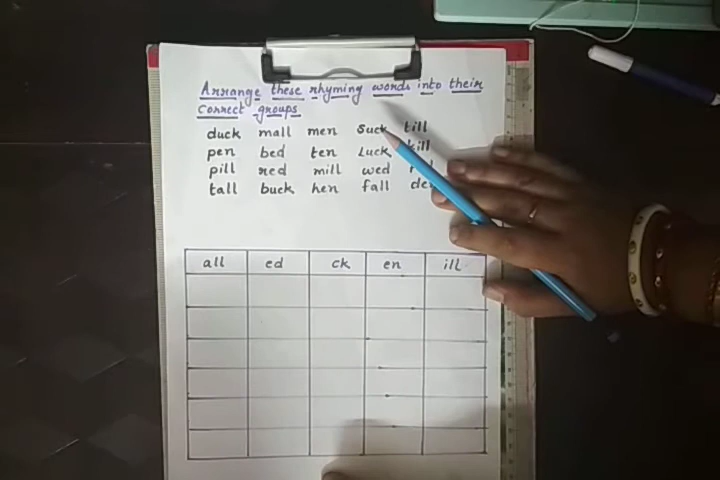 Arrange these rhyming words into their
correct groups
duck mall men Suck till
pen bed ten Luck kill
pill red mill wed
tall buck hen fall
all ed ck en ill